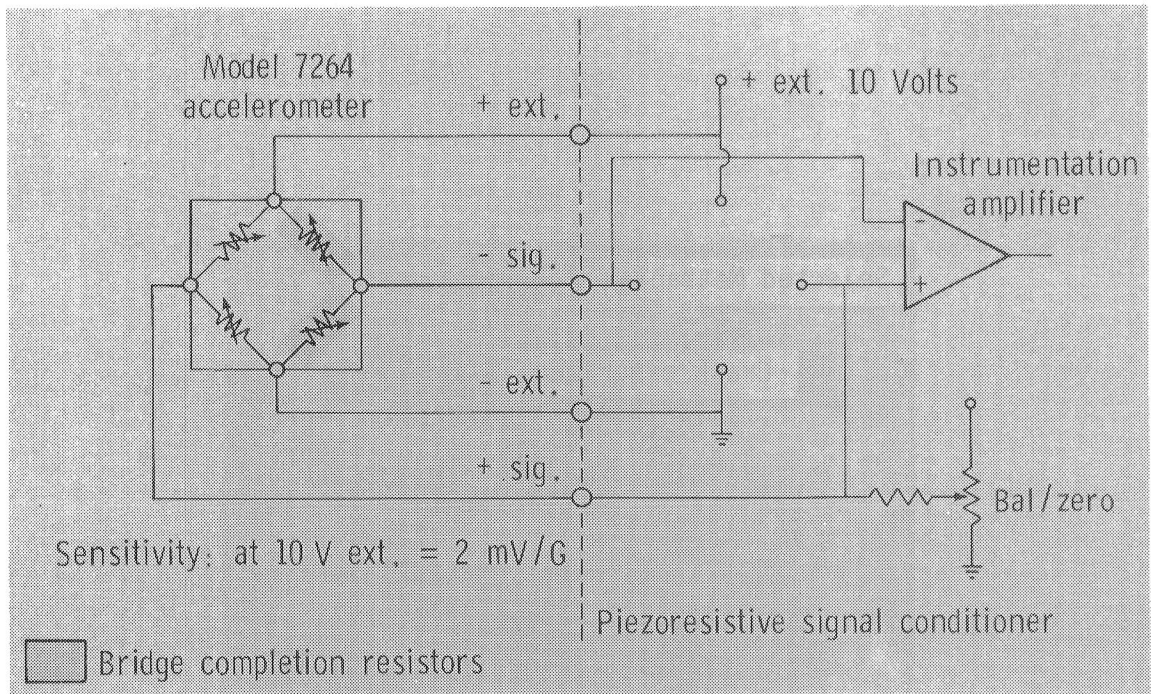 Model 7264
accelerometer
+ ext.
+ ext. 10 Volts
Instrumentation
amplifier
-
- sig.
+
- ext.
+ sig.
Bal/zero
Sensitivity: at 10 V ext. = 2 mV/G
Piezoresistive signal conditioner
Bridge completion resistors